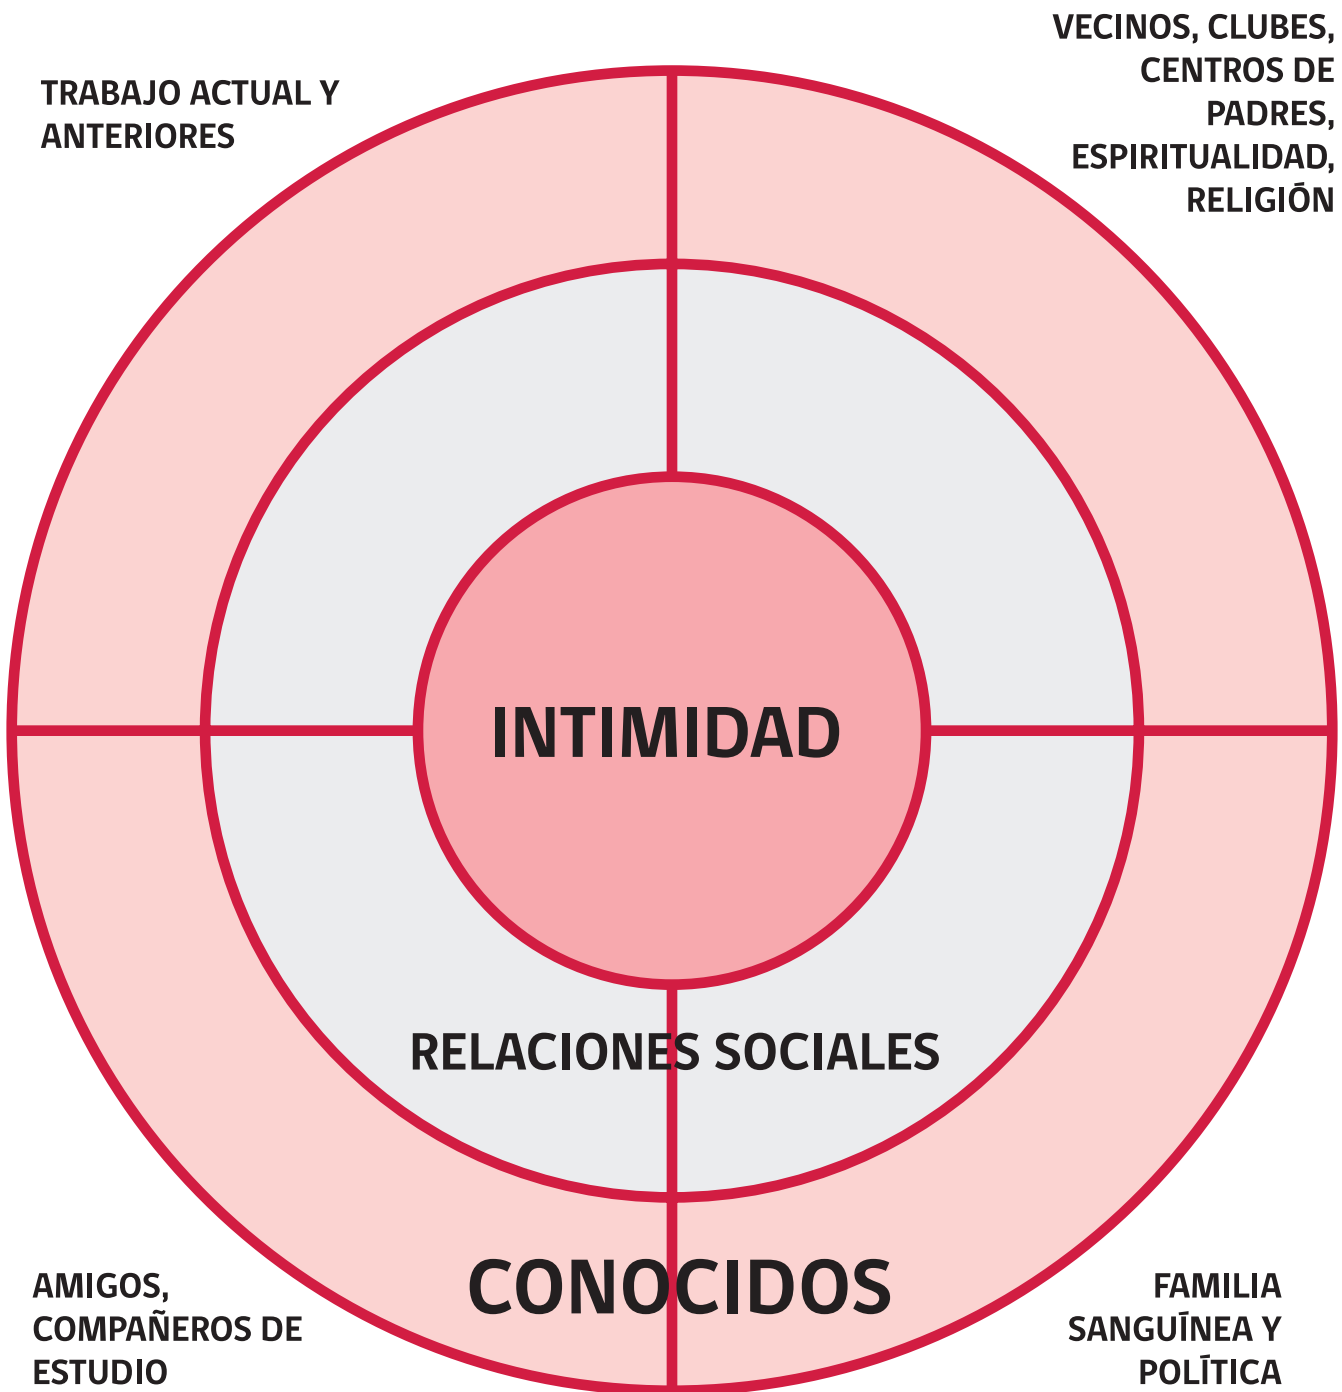 TRABAJO ACTUAL Y
ANTERIORES
VECINOS, CLUBES,
CENTROS DE
PADRES,
ESPIRITUALIDAD,
RELIGIÓN
INTIMIDAD
RELACIONES SOCIALES
CONOCIDOS
AMIGOS,
COMPAÑEROS DE
ESTUDIO
FAMILIA
SANGUÍNEA Y
POLÍTICA